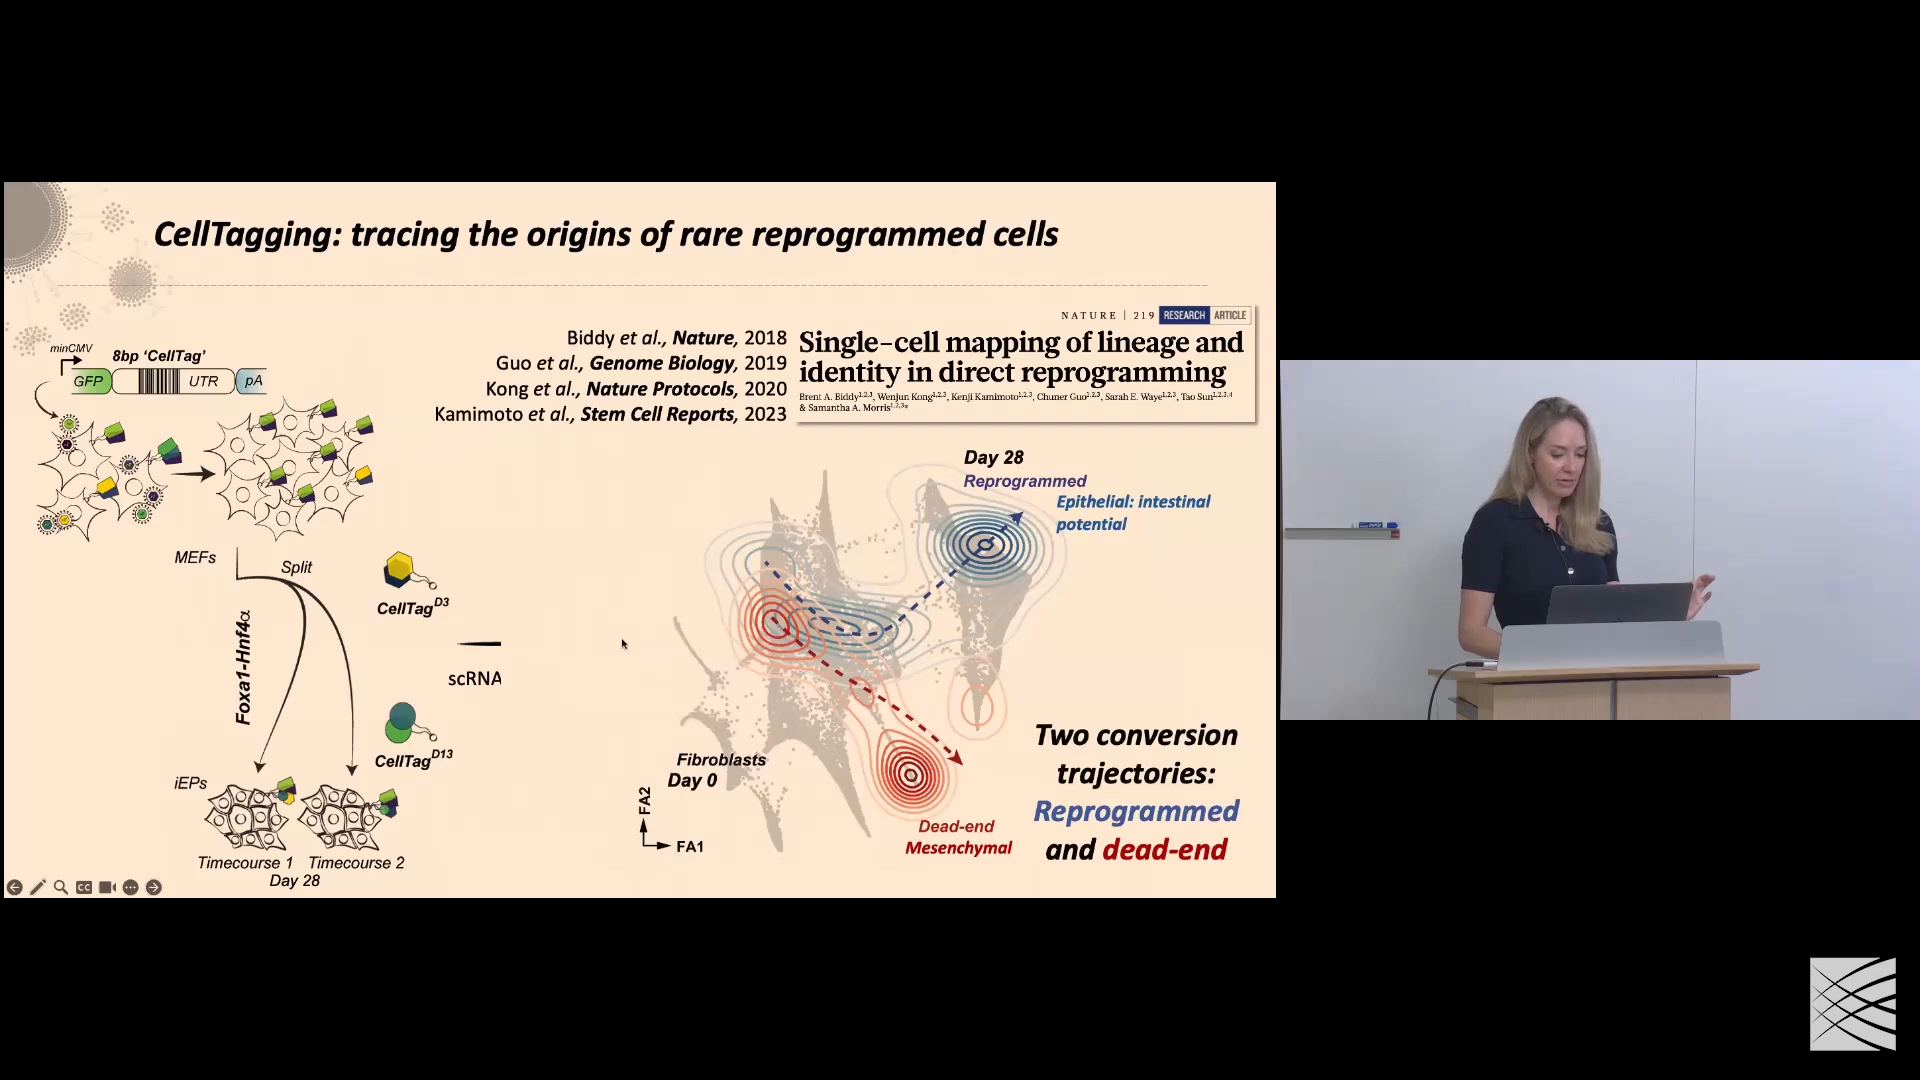 CellTagging: tracing the origins of rare reprogrammed cells
NATURE | 219 RESEARCH ARTICLE
Single-cell mapping of lineage and
identity in direct reprogramming
Brent A. Biddy1,2,3, Wenjun Kong1,2,3, Kenji Kamimoto1,2,3, Chuner Guo1,2,3, Sarah E. Waye1,2,3, Tao Sun1,2,3,4
& Samantha A. Morris1,2,3*
Biddy et al., Nature, 2018
Guo et al., Genome Biology, 2019
Kong et al., Nature Protocols, 2020
Kamimoto et al., Stem Cell Reports, 2023
minCMV
8bp ‘CellTag’
GFP UTR pA
MEFs
Split
CellTagD3
Foxa1-Hnf4α
scRNA
CellTagD13
iEPs
Timecourse 1 Timecourse 2
Day 28
Day 28
Reprogrammed
Epithelial: intestinal
potential
Fibroblasts
Day 0
FA2
FA1
Dead-end
Mesenchymal
Two conversion
trajectories:
Reprogrammed
and dead-end
CC